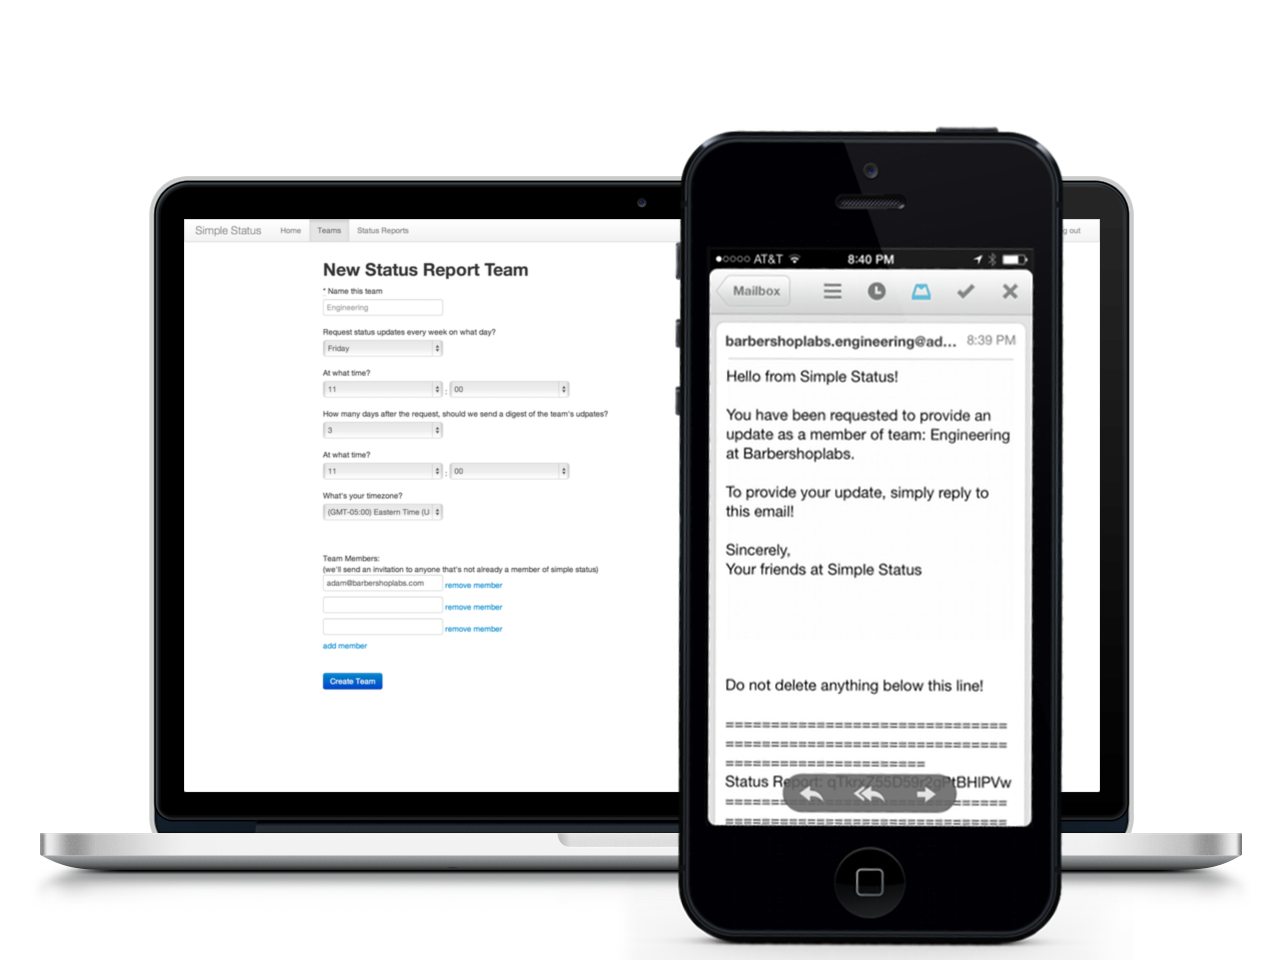 Simple Status Home Teams Status Reports
g out
New Status Report Team
* Name this team
Engineering
Request status updates every week on what day?
Friday
At what time?
11 : 00
How many days after the request, should we send a digest of the team's udpates?
3
At what time?
11 : 00
What's your timezone?
(GMT-05:00) Eastern Time (U
Team Members:
(we'll send an invitation to anyone that's not already a member of simple status)
adam@barbershoplabs.com remove member
remove member
remove member
add member
Create Team
AT&T 8:40 PM
Mailbox
barbershoplabs.engineering@ad... 8:39 PM
Hello from Simple Status!
You have been requested to provide an
update as a member of team: Engineering
at Barbershoplabs.
To provide your update, simply reply to
this email!
Sincerely,
Your friends at Simple Status
Do not delete anything below this line!
===============================
===============================
======================
Status Report:
===============================
===============================